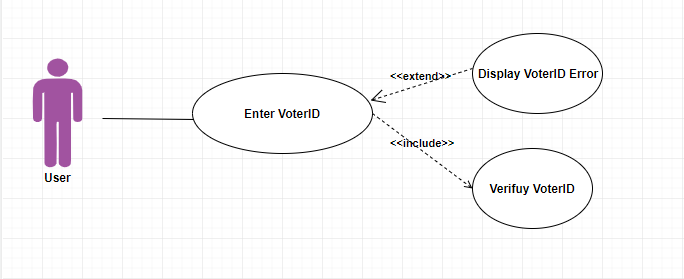 <<extend>>
Display VoterID Error
Enter VoterID
<<include>>
User
Verifuy VoterID